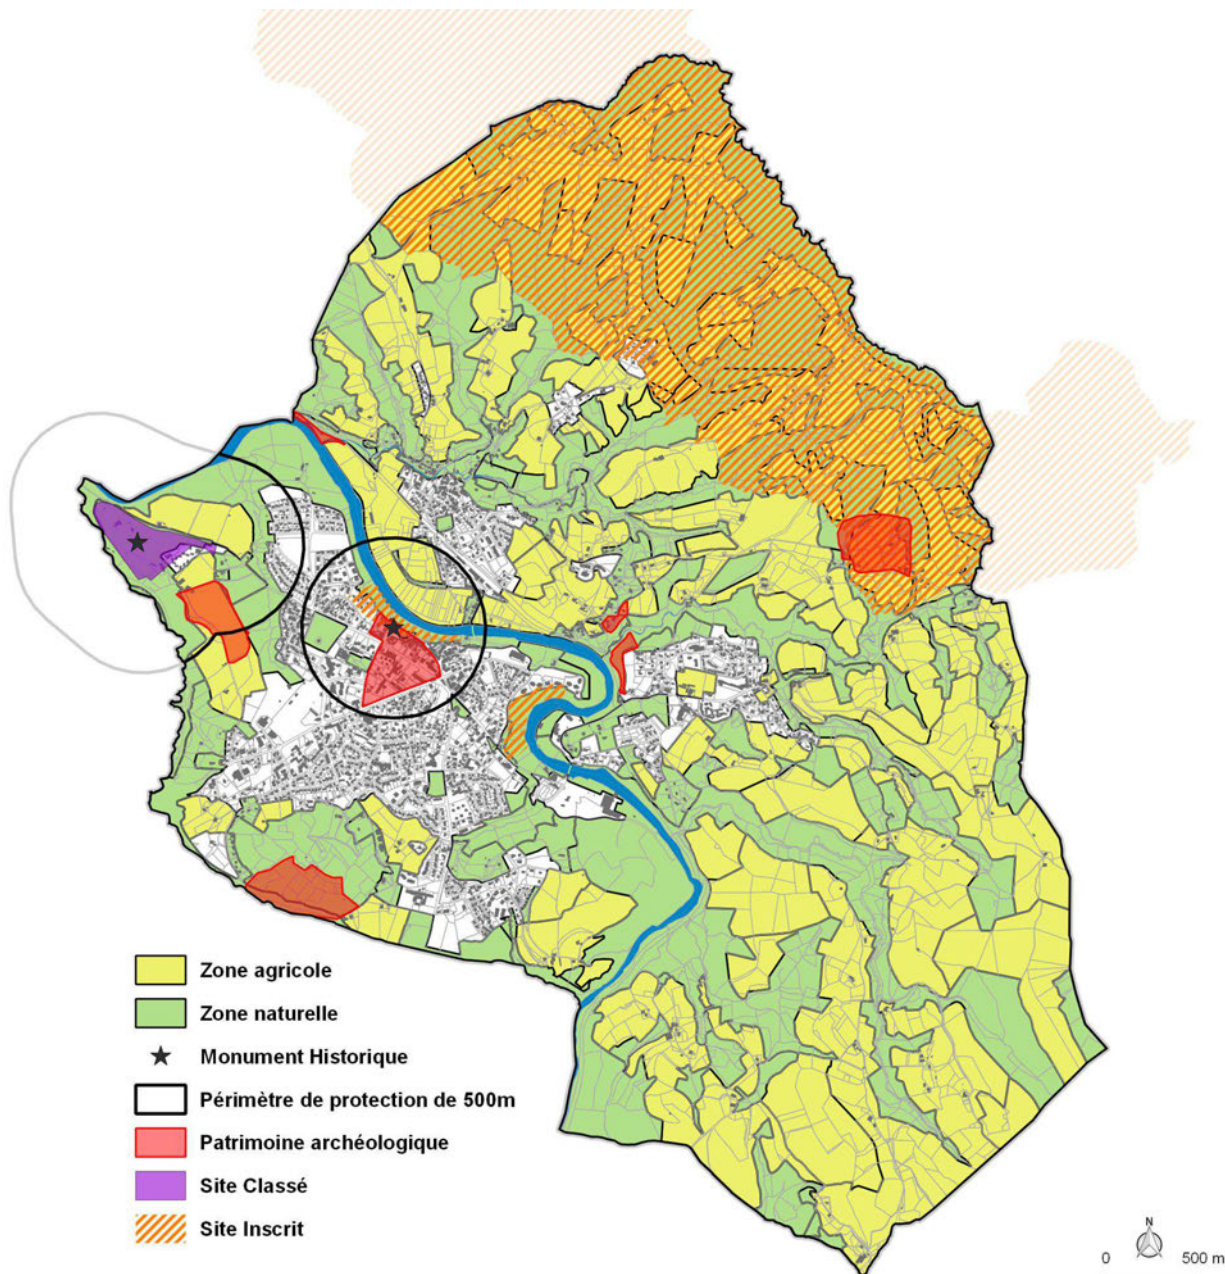 Zone agricole
Zone naturelle
Monument Historique
Périmètre de protection de 500m
Patrimoine archéologique
Site Classé
Site Inscrit
N
0 500 m